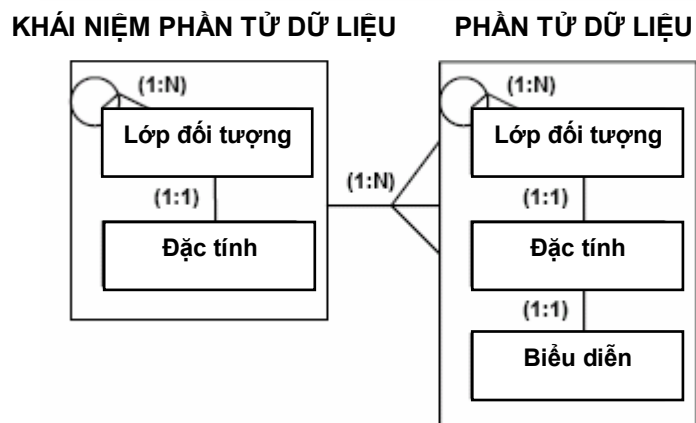 KHÁI NIỆM PHẦN TỬ DỮ LIỆU
(1:N)
Lớp đối tượng
(1:1)
Đặc tính
(1:N)
PHẦN TỬ DỮ LIỆU
(1:N)
Lớp đối tượng
(1:1)
Đặc tính
(1:1)
Biểu diễn